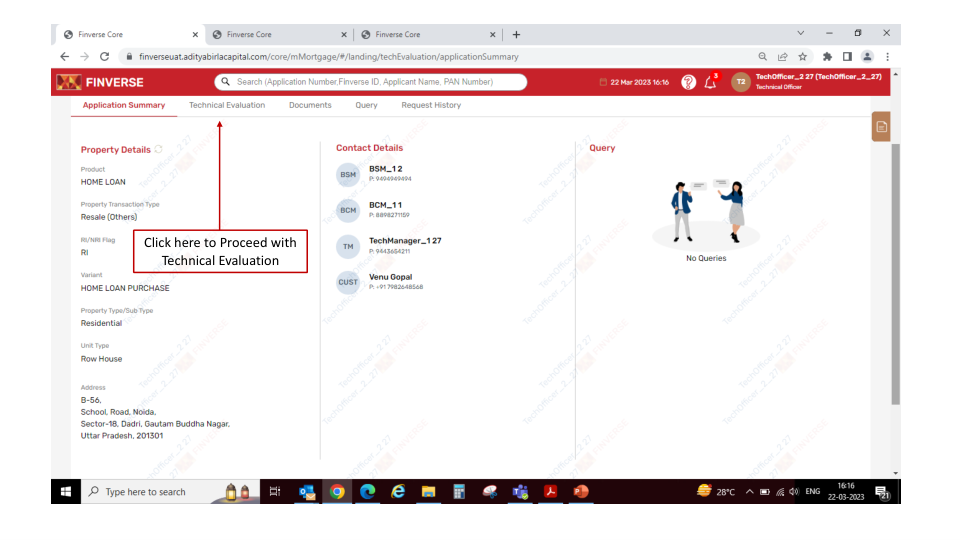 Finverse Core
Finverse Core
Finverse Core
finverseuat.adityabirlacapital.com/core/mMortgage/#/landing/techEvaluation/applicationSummary
FINVERSE
Search (Application Number,Finverse ID, Applicant Name, PAN Number)
22 Mar 2023 16:16
3
T2
TechOfficer_2 27 (TechOfficer_2_27)
Technical Officer
Application Summary
Technical Evaluation
Documents
Query
Request History
Property Details
Product
HOME LOAN
Property Transaction Type
Resale (Others)
RI/NRI Flag
RI
Variant
HOME LOAN PURCHASE
Property Type/Sub Type
Residential
Unit Type
Row House
Address
B-56,
School, Road, Noida,
Sector-18, Dadri, Gautam Buddha Nagar,
Uttar Pradesh, 201301
Click here to Proceed with
Technical Evaluation
Contact Details
BSM
BSM_1 2
P: 9494949494
BCM
BCM_1 1
P: 8898271159
TM
TechManager_1 27
P: 9443654211
CUST
Venu Gopal
P: +91 7982648568
Query
No Queries
Type here to search
28°C
ENG
16:16
22-03-2023
21